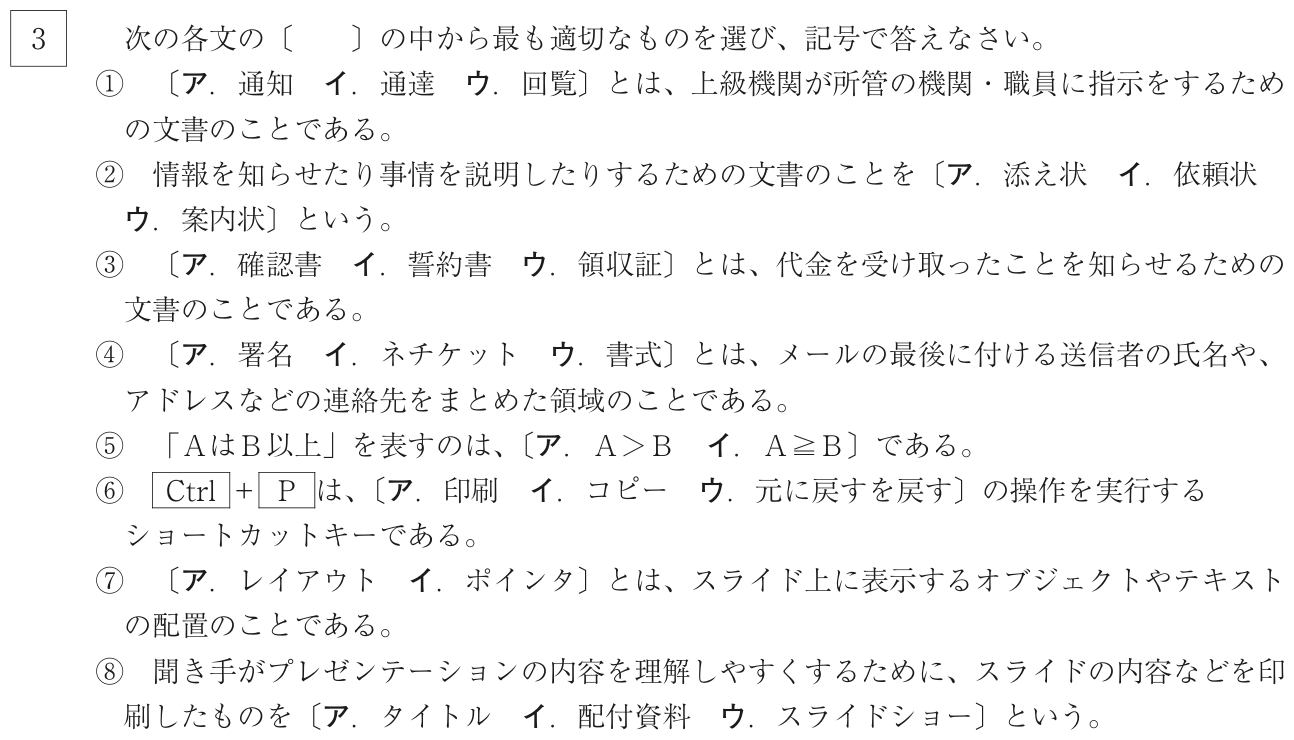 3　次の各文の〔　　〕の中から最も適切なものを選び、記号で答えなさい。
①　〔ア．通知　イ．通達　ウ．回覧〕とは、上級機関が所管の機関・職員に指示をするため
の文書のことである。
②　情報を知らせたり事情を説明したりするための文書のことを〔ア．添え状　イ．依頼状
ウ．案内状〕という。
③　〔ア．確認書　イ．誓約書　ウ．領収証〕とは、代金を受け取ったことを知らせるための
文書のことである。
④　〔ア．署名　イ．ネチケット　ウ．書式〕とは、メールの最後に付ける送信者の氏名や、
アドレスなどの連絡先をまとめた領域のことである。
⑤　「ＡはＢ以上」を表すのは、〔ア．Ａ＞Ｂ　イ．Ａ≧Ｂ〕である。
⑥　Ctrl＋Ｐは、〔ア．印刷　イ．コピー　ウ．元に戻すを戻す〕の操作を実行する
ショートカットキーである。
⑦　〔ア．レイアウト　イ．ポインタ〕とは、スライド上に表示するオブジェクトやテキスト
の配置のことである。
⑧　聞き手がプレゼンテーションの内容を理解しやすくするために、スライドの内容などを印
刷したものを〔ア．タイトル　イ．配付資料　ウ．スライドショー〕という。